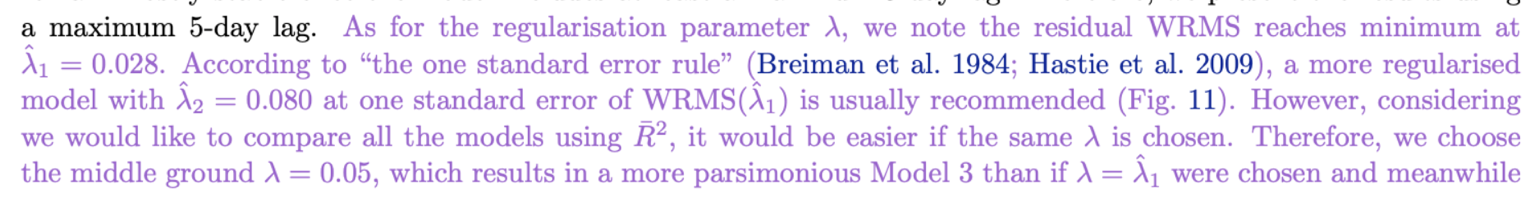 a maximum 5-day lag. As for the regularisation parameter λ, we note the residual WRMS reaches minimum at
λ̂₁ = 0.028. According to “the one standard error rule” (Breiman et al. 1984; Hastie et al. 2009), a more regularised
model with λ̂₂ = 0.080 at one standard error of WRMS(λ̂₁) is usually recommended (Fig. 11). However, considering
we would like to compare all the models using R̄², it would be easier if the same λ is chosen. Therefore, we choose
the middle ground λ = 0.05, which results in a more parsimonious Model 3 than if λ = λ̂₁ were chosen and meanwhile